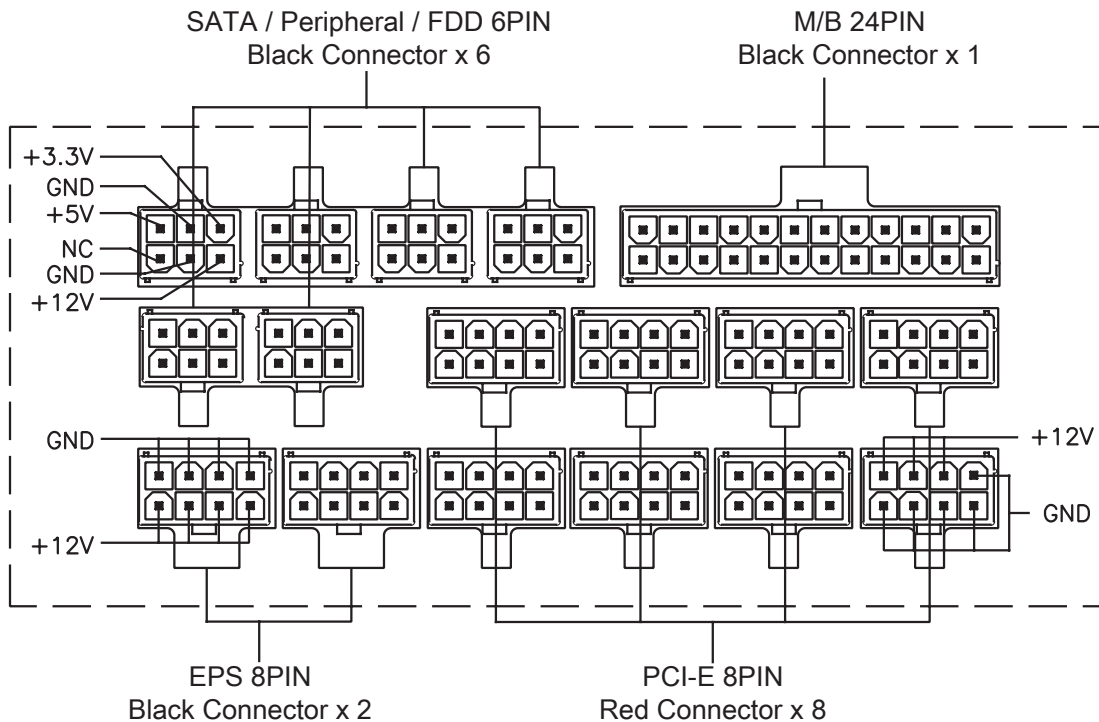 SATA / Peripheral / FDD 6PIN
Black Connector x 6
M/B 24PIN
Black Connector x 1
+3.3V
GND
+5V
NC
GND
+12V
GND
+12V
+12V
GND
EPS 8PIN
Black Connector x 2
PCI-E 8PIN
Red Connector x 8